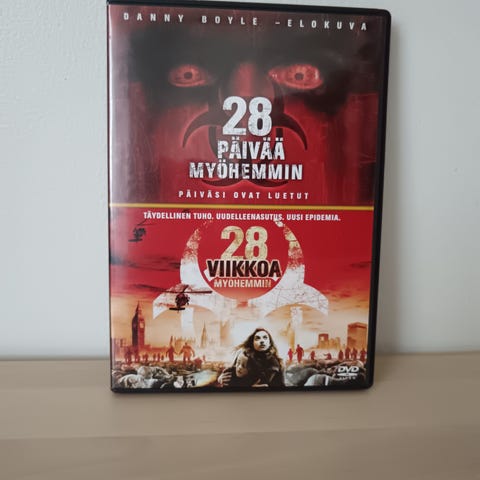 DANNY BOYLE –ELOKUVA
28
PÄIVÄÄ
MYÖHEMMIN
PÄIVÄSI OVAT LUETUT
TÄYDELLINEN TUHO. UUDELLEENASUTUS. UUSI EPIDEMIA.
28
VIIKKOA
MYÖHEMMIN
DVD